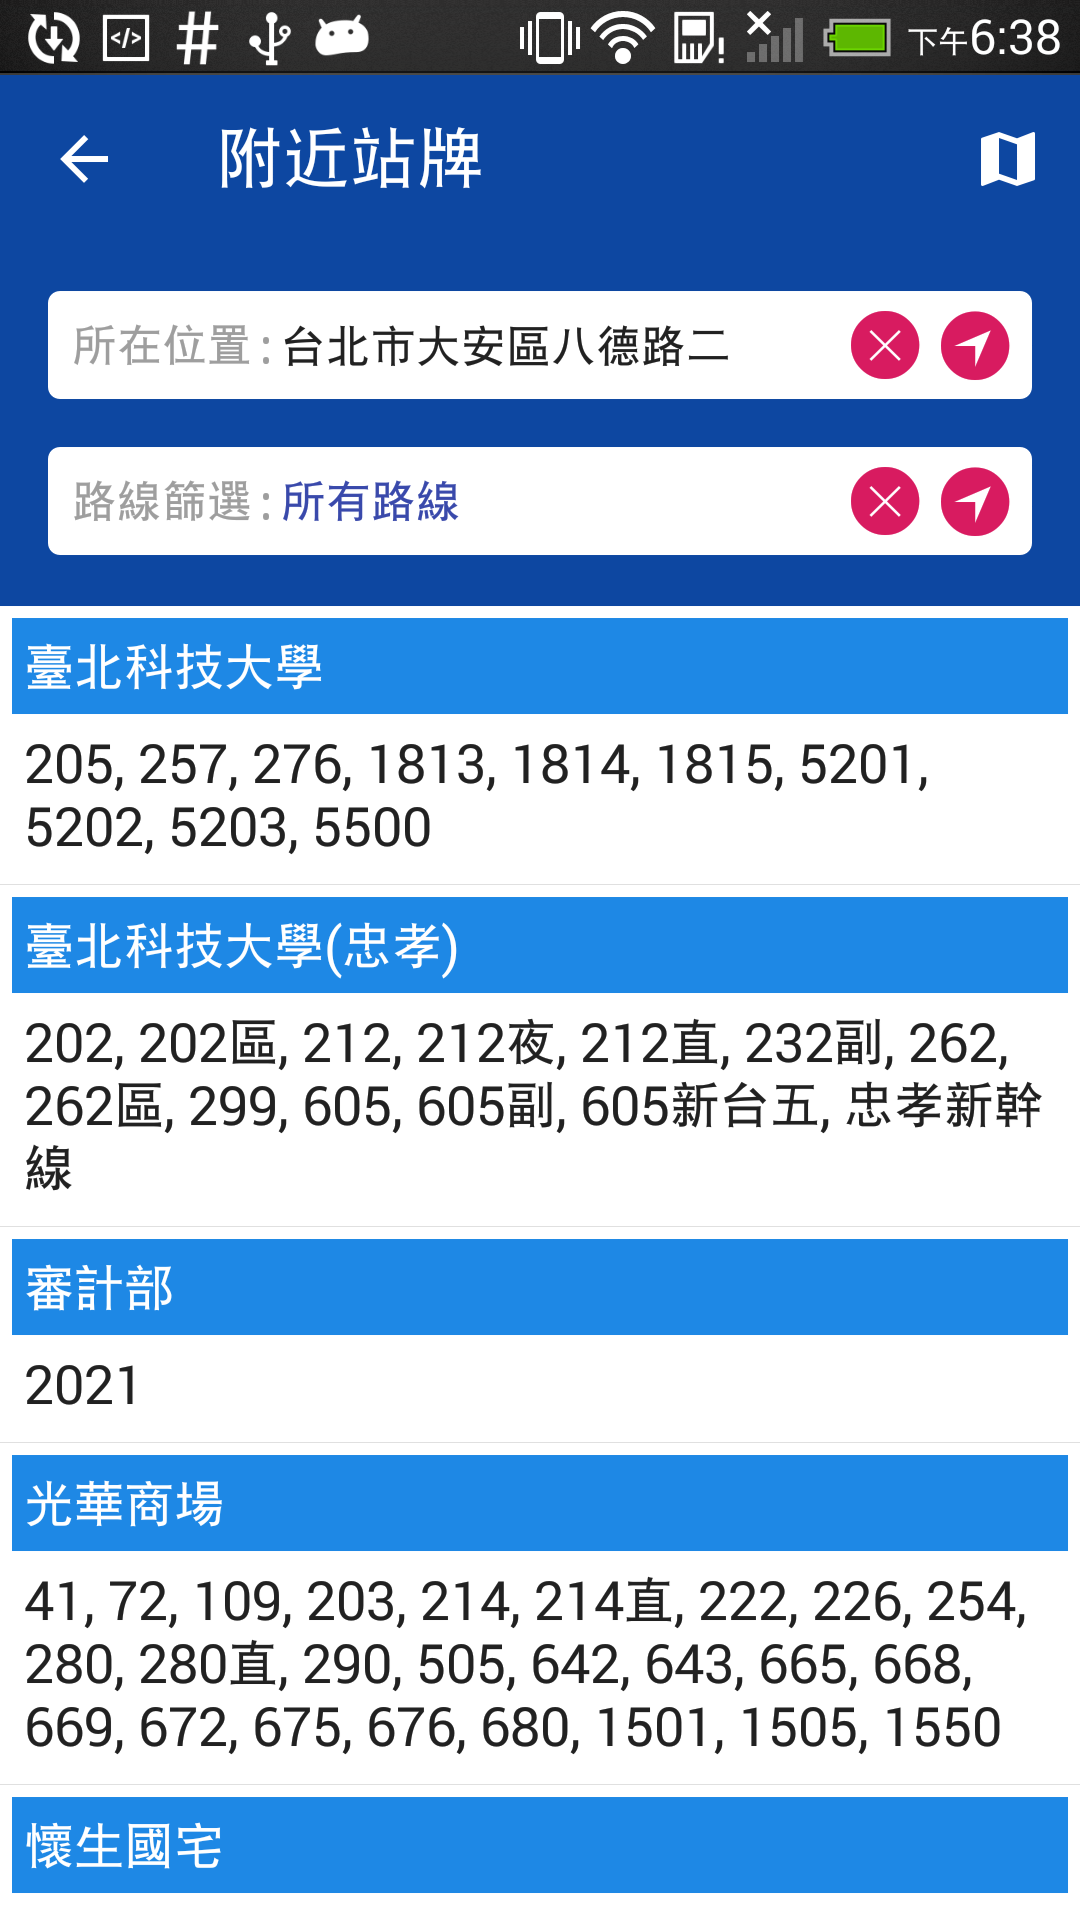 下午6:38
附近站牌
所在位置:台北市大安區八德路二
路線篩選:所有路線
臺北科技大學
205, 257, 276, 1813, 1814, 1815, 5201,
5202, 5203, 5500
臺北科技大學(忠孝)
202, 202區, 212, 212夜, 212直, 232副, 262,
262區, 299, 605, 605副, 605新台五, 忠孝新幹
線
審計部
2021
光華商場
41, 72, 109, 203, 214, 214直, 222, 226, 254,
280, 280直, 290, 505, 642, 643, 665, 668,
669, 672, 675, 676, 680, 1501, 1505, 1550
懷生國宅